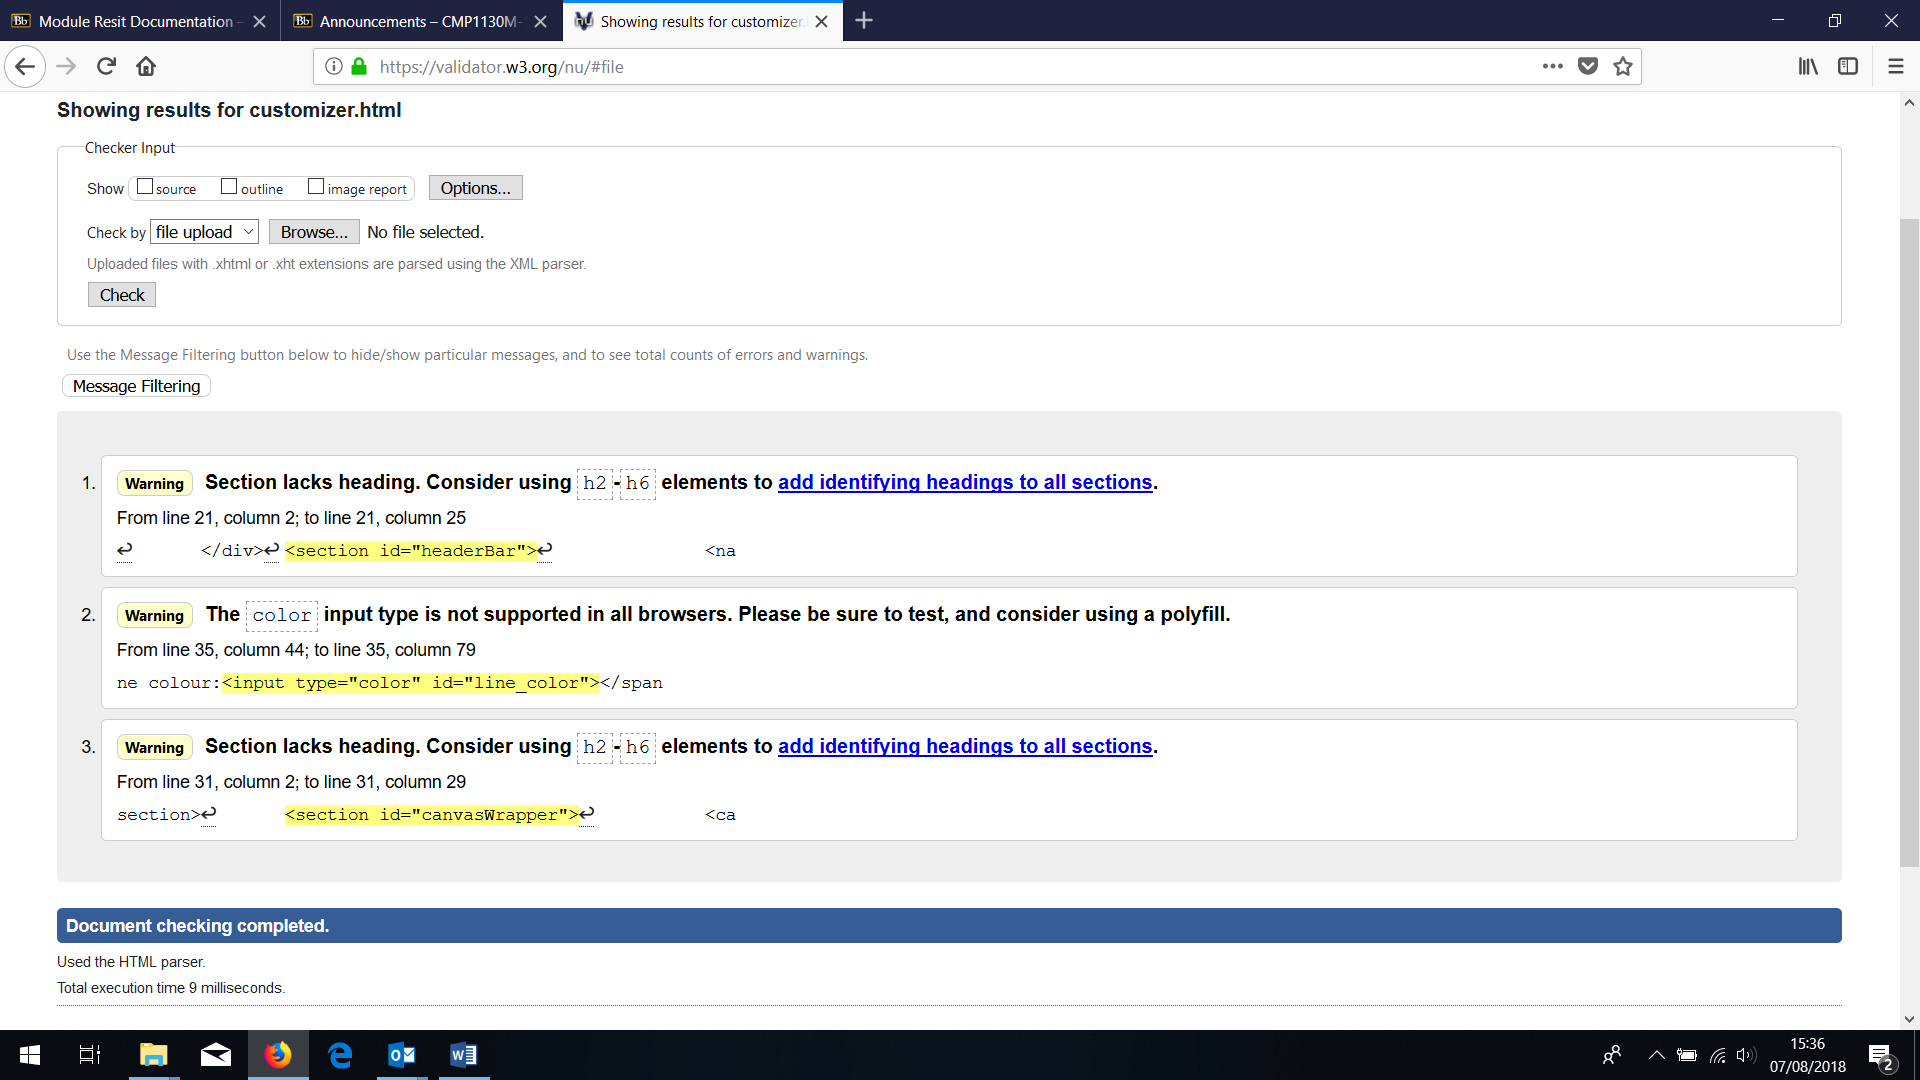 Module Resit Documentation -
Announcements – CMP1130M-
Showing results for customizer.
https://validator.w3.org/nu/#file
Showing results for customizer.html
Checker Input
Show source outline image report Options...
Check by file upload Browse... No file selected.
Uploaded files with .xhtml or .xht extensions are parsed using the XML parser.
Check
Use the Message Filtering button below to hide/show particular messages, and to see total counts of errors and warnings.
Message Filtering
1. Warning Section lacks heading. Consider using h2-h6 elements to add identifying headings to all sections.
From line 21, column 2; to line 21, column 25
↩ </div>↩ <section id="headerBar">↩ <na
2. Warning The color input type is not supported in all browsers. Please be sure to test, and consider using a polyfill.
From line 35, column 44; to line 35, column 79
ne colour:<input type="color" id="line_color"></span
3. Warning Section lacks heading. Consider using h2-h6 elements to add identifying headings to all sections.
From line 31, column 2; to line 31, column 29
section>↩ <section id="canvasWrapper">↩ <ca
Document checking completed.
Used the HTML parser.
Total execution time 9 milliseconds.
15:36
07/08/2018
2